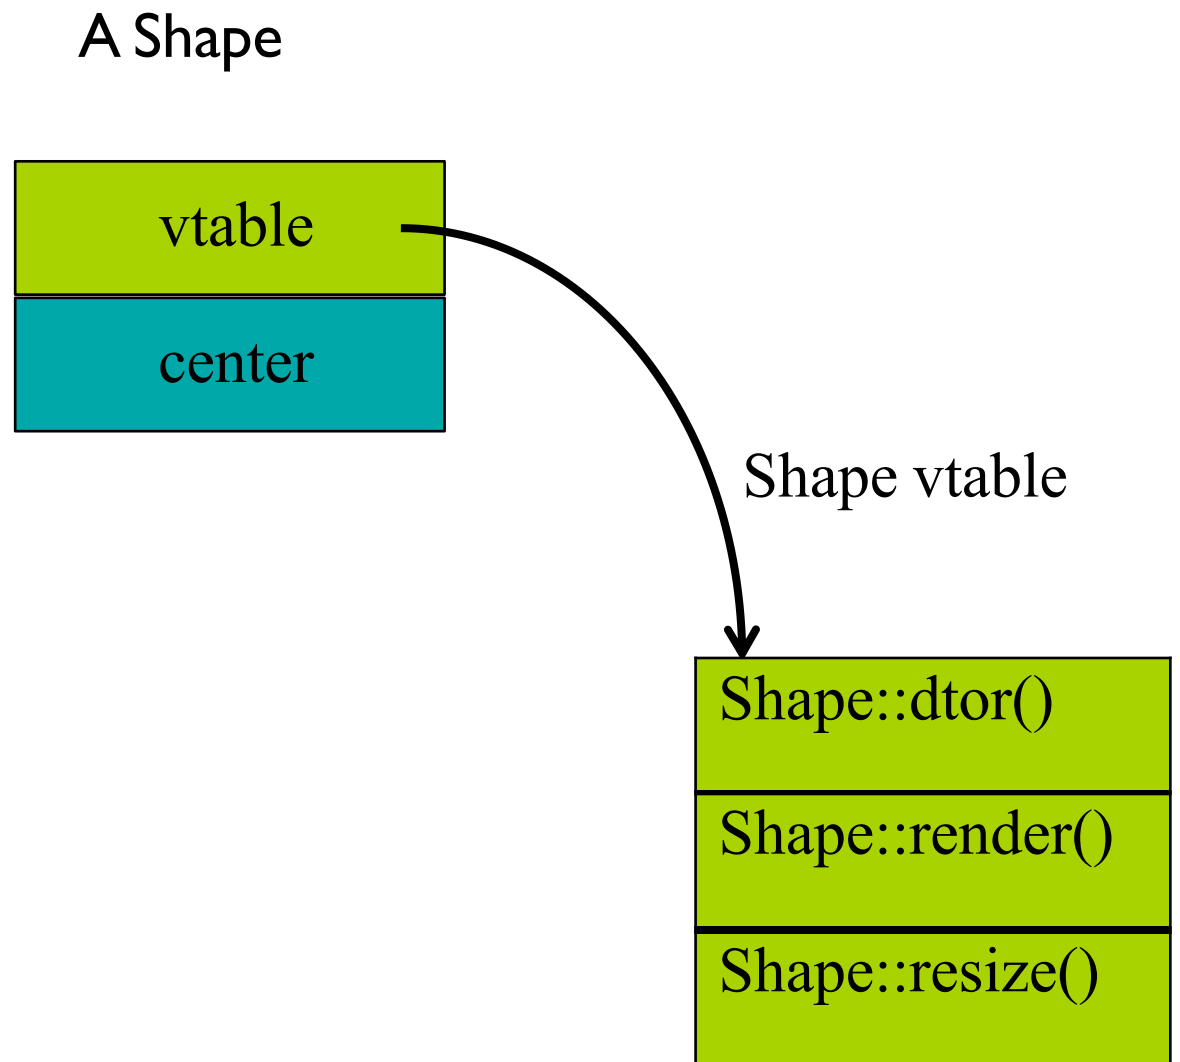 A Shape
vtable
center
Shape vtable
Shape::dtor()
Shape::render()
Shape::resize()